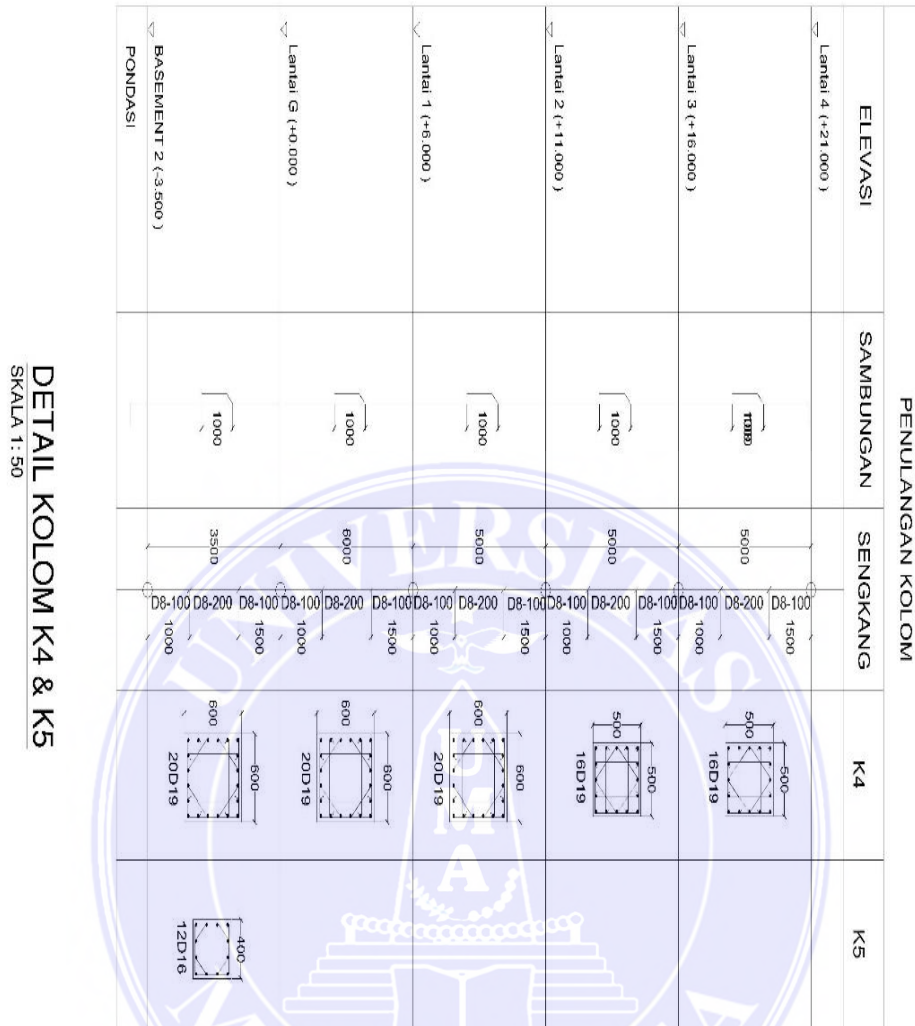 PENULANGAN KOLOM
ELEVASI SAMBUNGAN SENGKANG K4 K5
Lantai 4 (+21.000 )
5000
D8-100 1500
D8-200
D8-100 1000
500
500
16D19
Lantai 3 (+16.000 )
1000
5000
D8-100 1500
D8-200
D8-100 1000
500
500
16D19
Lantai 2 (+11.000 )
1000
5000
D8-100 1500
D8-200
D8-100 1000
600
600
20D19
Lantai 1 (+6.000 )
1000
6000
D8-100 1500
D8-200
D8-100 1000
600
600
20D19
Lantai G (+0.000 )
1000
3500
D8-100 1500
D8-200
D8-100 1000
600
600
20D19
400
12D16
BASEMENT 2 (-3.500 )
PONDASI
DETAIL KOLOM K4 & K5
SKALA 1: 50
UNIVERSITAS
UMA